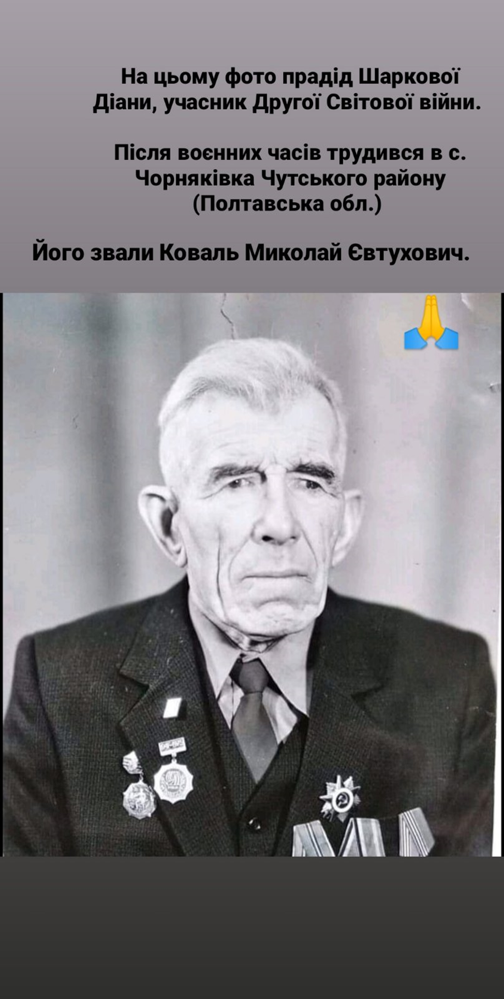 На цьому фото прадід Шаркової
Діани, учасник Другої Світової війни.
Після воєнних часів трудився в с.
Чорняківка Чутського району
(Полтавська обл.)
Його звали Коваль Миколай Євтухович.